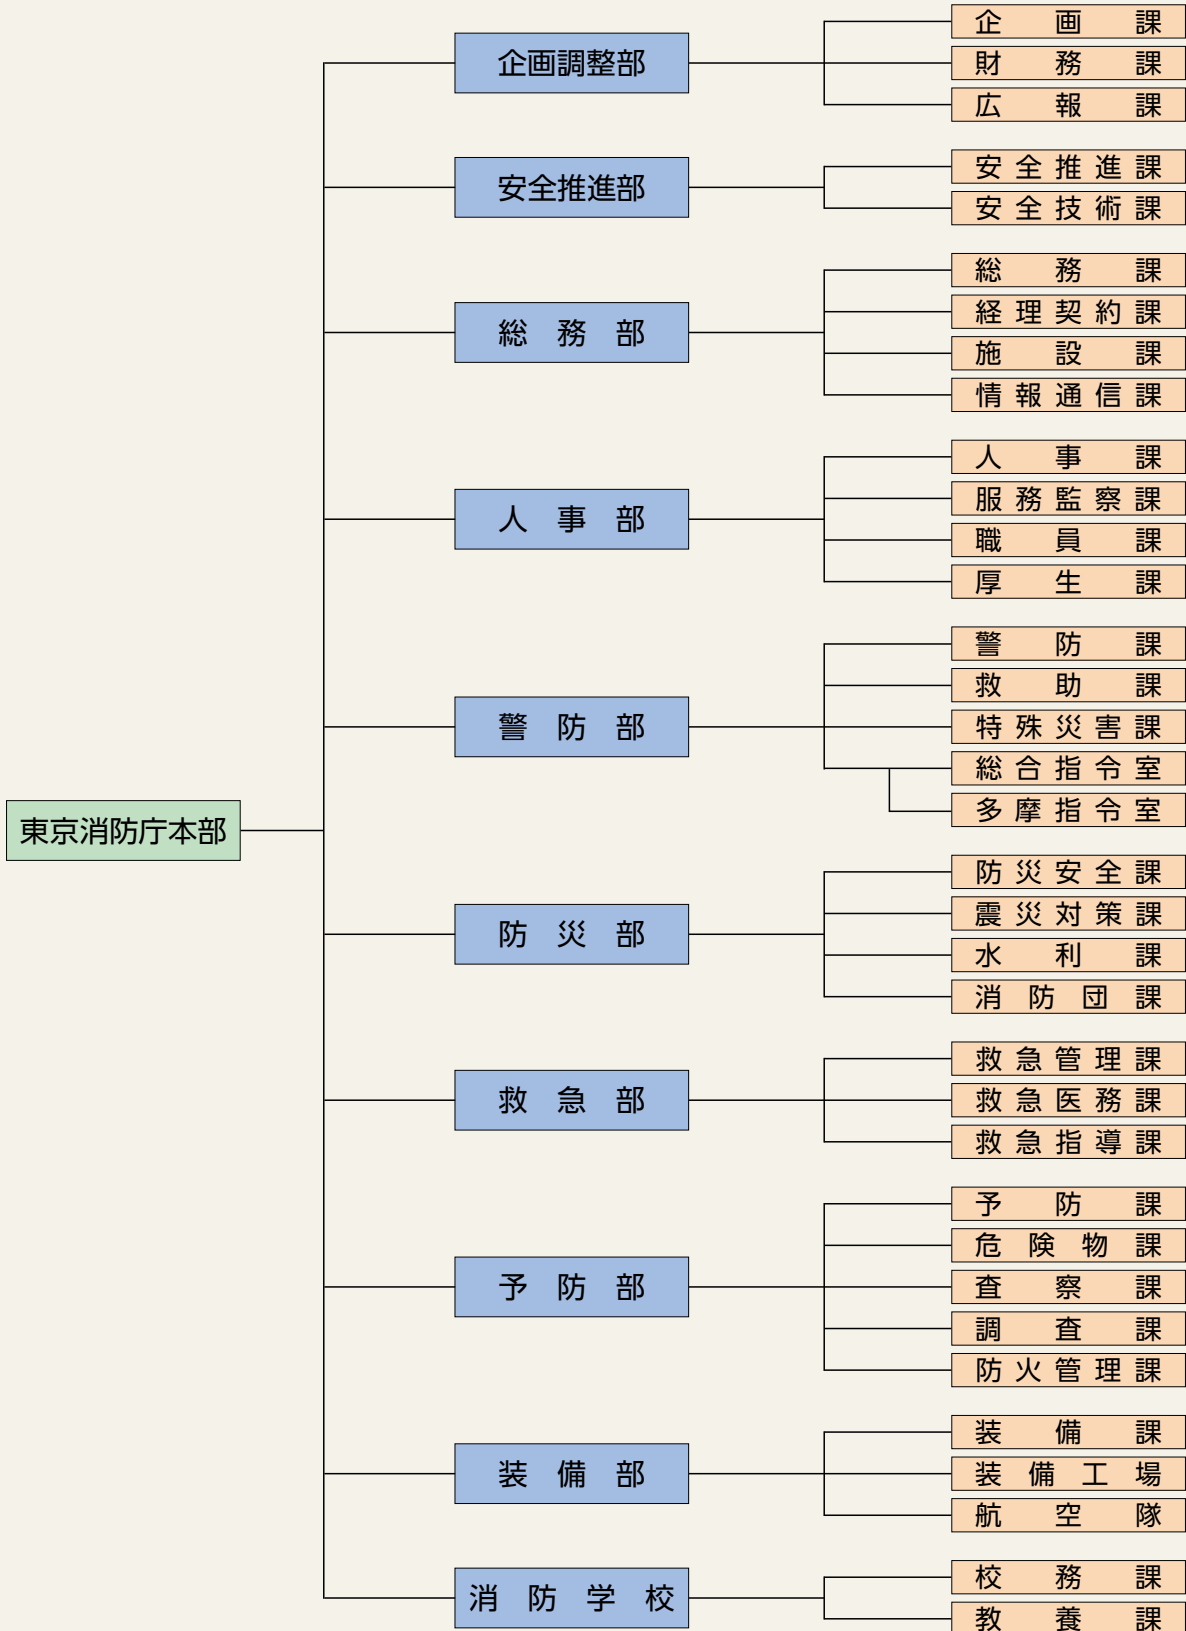 東京消防庁本部
企画調整部
企画課
財務課
広報課
安全推進部
安全推進課
安全技術課
総務部
総務課
経理契約課
施設課
情報通信課
人事部
人事課
服務監察課
職員課
厚生課
警防部
警防課
救助課
特殊災害課
総合指令室
多摩指令室
防災部
防災安全課
震災対策課
水利課
消防団課
救急部
救急管理課
救急医務課
救急指導課
予防部
予防課
危険物課
査察課
調査課
防火管理課
装備部
装備課
装備工場
航空隊
消防学校
校務課
教養課